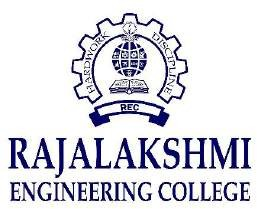 HARDWORK DISCIPLINE
REC
RAJALAKSHMI
ENGINEERING COLLEGE